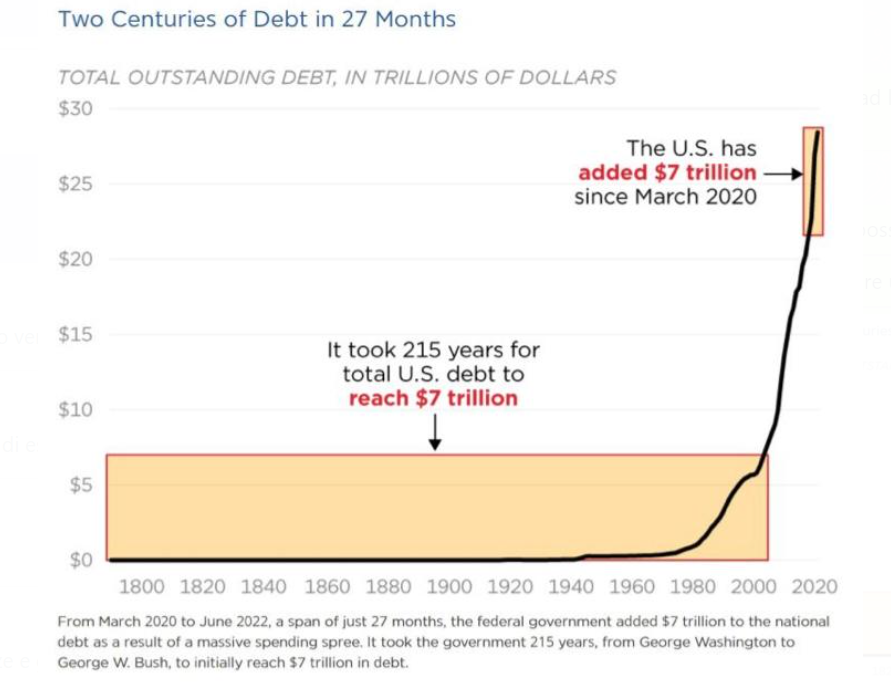 Two Centuries of Debt in 27 Months
TOTAL OUTSTANDING DEBT, IN TRILLIONS OF DOLLARS
$30
The U.S. has
added $7 trillion
since March 2020
$25
$20
$15
It took 215 years for
total U.S. debt to
reach $7 trillion
$10
$5
$0
1800 1820 1840 1860 1880 1900 1920 1940 1960 1980 2000 2020
From March 2020 to June 2022, a span of just 27 months, the federal government added $7 trillion to the national
debt as a result of a massive spending spree. It took the government 215 years, from George Washington to
George W. Bush, to initially reach $7 trillion in debt.